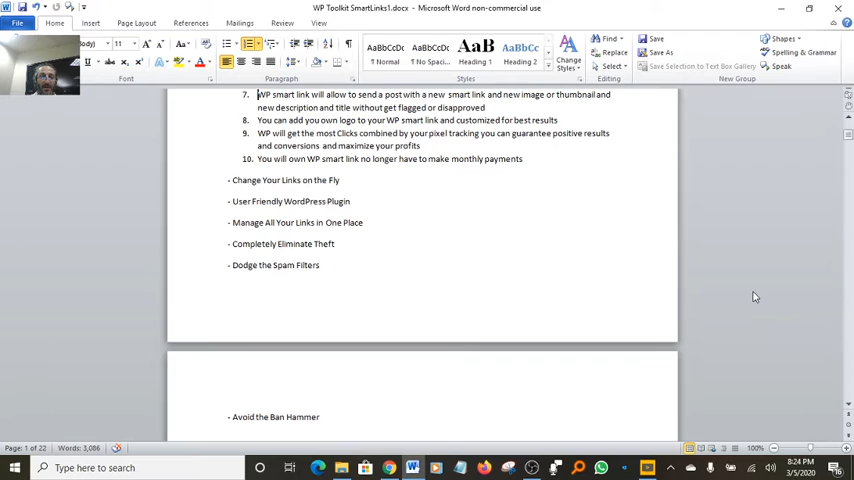 WP Toolkit SmartLinks1.docx - Microsoft Word non-commercial use
File Home Insert Page Layout References Mailings Review View
Body) 11 Aa
AaBbCcDc AaBbCcDc AaB AaBbCc
¶ Normal ¶ No Spac... Heading 1 Heading 2
Change Styles
Find Replace Select
Save Save As Save Selection to Text Box Gallery
Shapes Spelling & Grammar Speak
Font Paragraph Styles Editing New Group
7. WP smart link will allow to send a post with a new smart link and new image or thumbnail and
new description and title without get flagged or disapproved
8. You can add you own logo to your WP smart link and customized for best results
9. WP will get the most Clicks combined by your pixel tracking you can guarantee positive results
and conversions and maximize your profits
10. You will own WP smart link no longer have to make monthly payments
- Change Your Links on the Fly
- User Friendly WordPress Plugin
- Manage All Your Links in One Place
- Completely Eliminate Theft
- Dodge the Spam Filters
- Avoid the Ban Hammer
Page: 1 of 22 Words: 3,086 100%
Type here to search
8:24 PM
3/5/2020